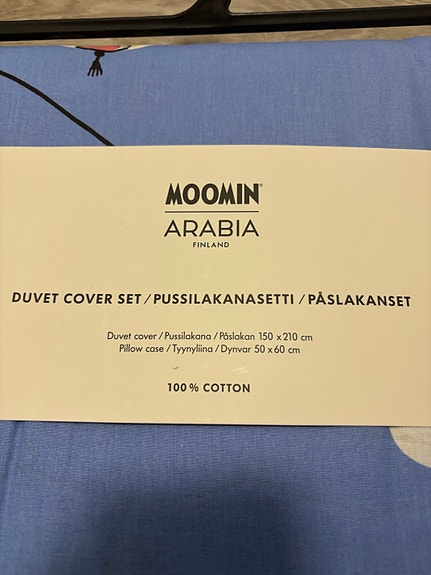 MOOMIN®
ARABIA
FINLAND
DUVET COVER SET / PUSSILAKANASETTI / PÅSLAKANSET
Duvet cover / Pussilakana / Påslakan 150 x 210 cm
Pillow case / Tyynyliina / Dynvar 50 x 60 cm
100 % COTTON